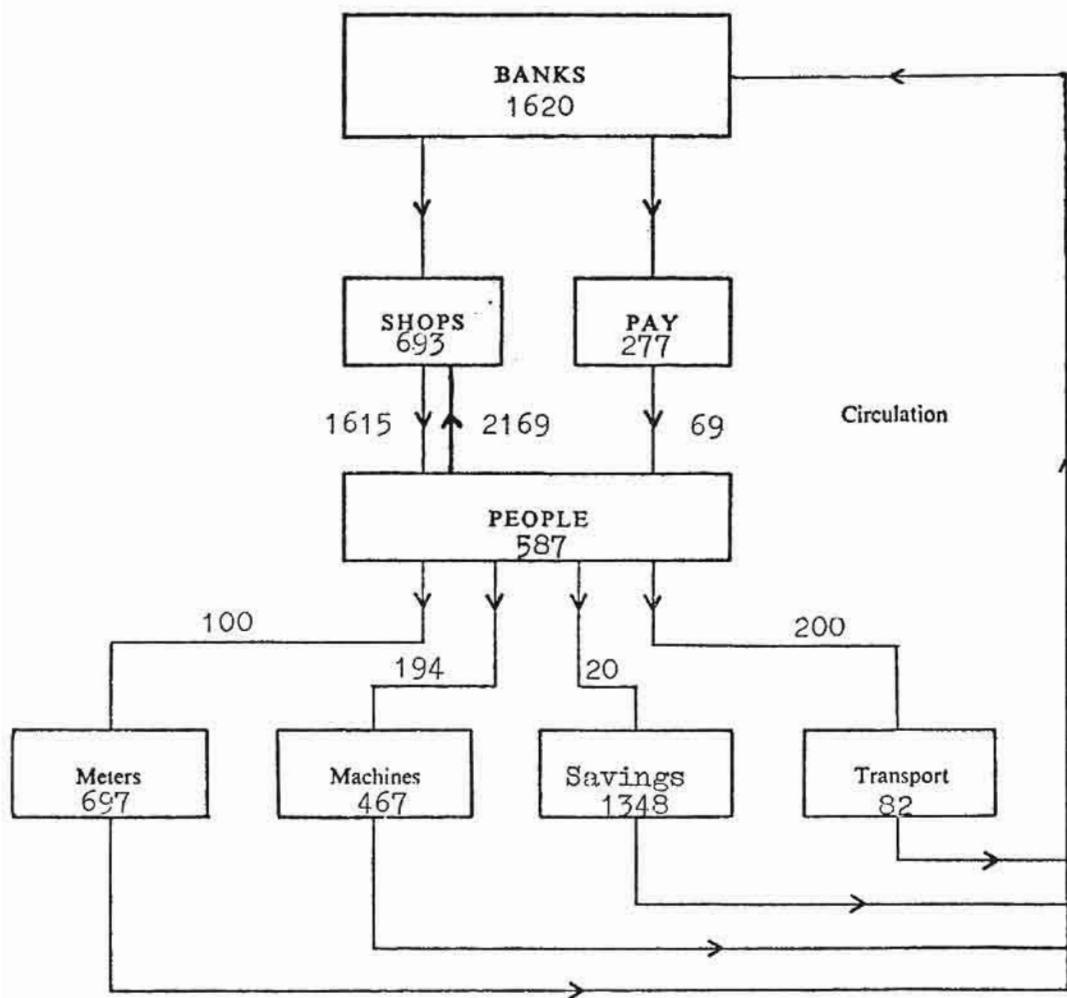 BANKS
1620
SHOPS
693
PAY
277
1615
2169
69
Circulation
PEOPLE
587
100
194
20
200
Meters
697
Machines
467
Savings
1348
Transport
82